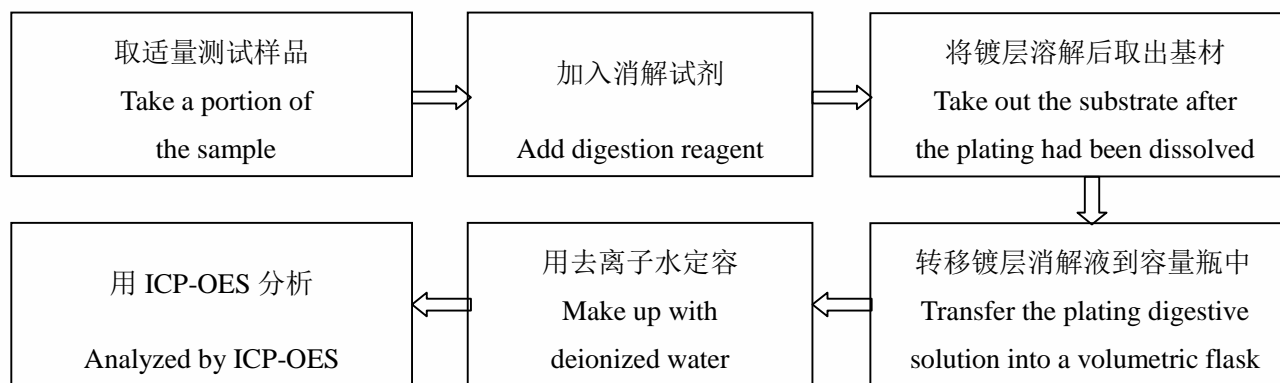 取适量测试样品
Take a portion of
the sample
加入消解试剂
Add digestion reagent
将镀层溶解后取出基材
Take out the substrate after
the plating had been dissolved
转移镀层消解液到容量瓶中
Transfer the plating digestive
solution into a volumetric flask
用去离子水定容
Make up with
deionized water
用 ICP-OES 分析
Analyzed by ICP-OES